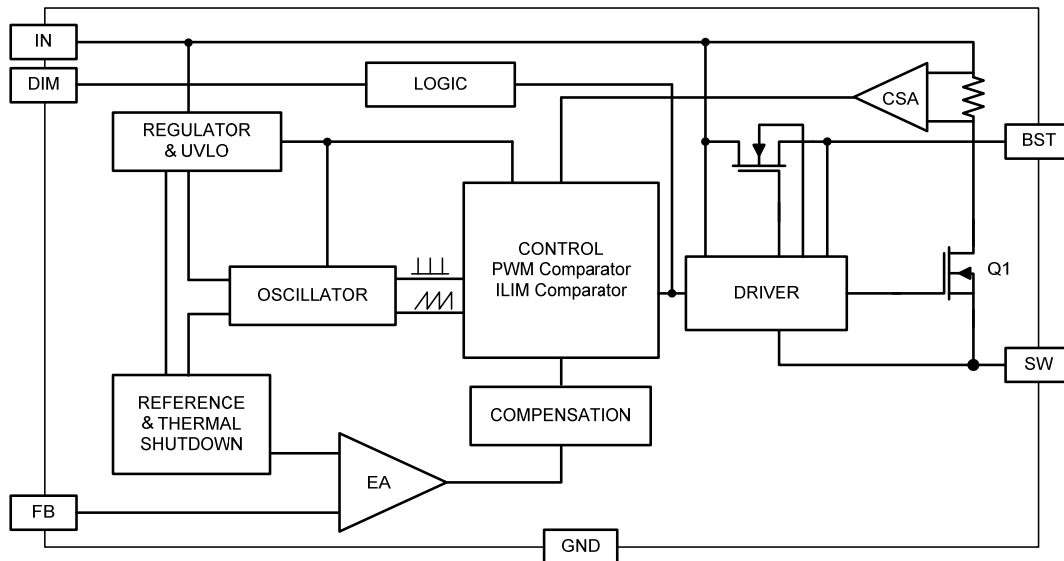 IN
DIM
LOGIC
CSA
REGULATOR
& UVLO
BST
CONTROL
PWM Comparator
ILIM Comparator
OSCILLATOR
DRIVER
Q1
SW
REFERENCE
& THERMAL
SHUTDOWN
COMPENSATION
EA
FB
GND